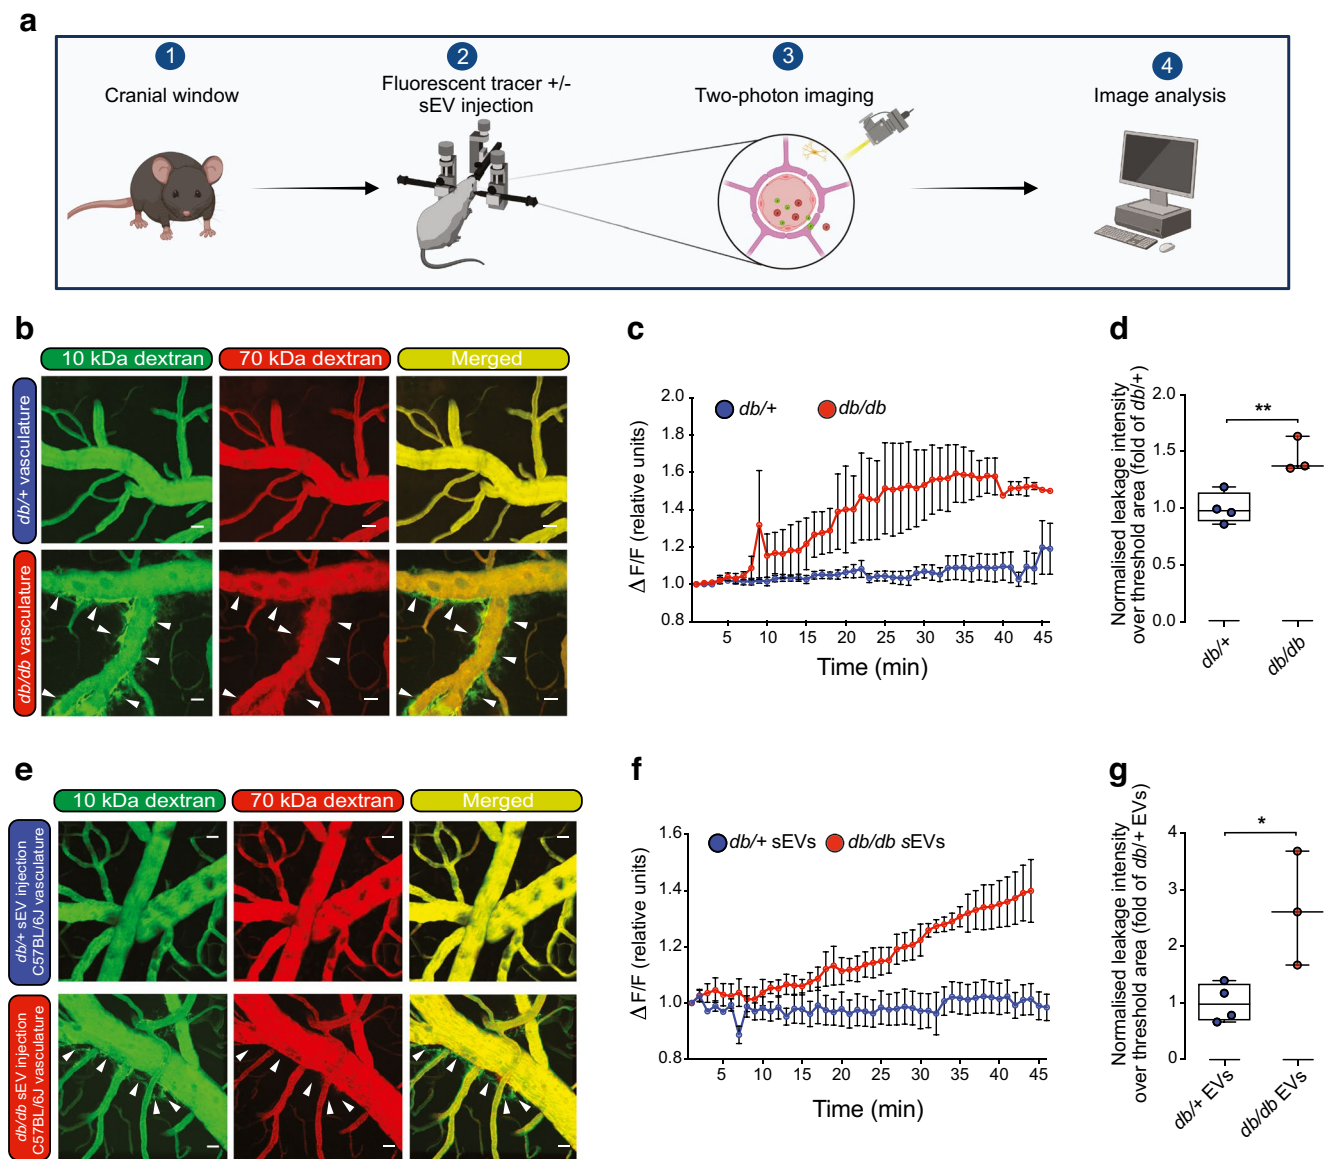 a
1
2
3
4
Cranial window
Fluorescent tracer +/-
sEV injection
Two-photon imaging
Image analysis
b
10 kDa dextran
70 kDa dextran
Merged
db/+ vasculature
db/db vasculature
c
Δ F/F (relative units)
2.0
1.8
1.6
1.4
1.2
1.0
0.8
db/+
db/db
5 10 15 20 25 30 35 40 45
Time (min)
d
Normalised leakage intensity
over threshold area (fold of db/+)
2.0
1.5
1.0
0.5
0.0
**
db/+
db/db
e
10 kDa dextran
70 kDa dextran
Merged
db/+ sEV injection
C57BL/6J vasculature
db/db sEV injection
C57BL/6J vasculature
f
Δ F/F (relative units)
1.6
1.4
1.2
1.0
0.8
db/+ sEVs
db/db sEVs
5 10 15 20 25 30 35 40 45
Time (min)
g
Normalised leakage intensity
over threshold area (fold of db/+ EVs)
4
3
2
1
0
*
db/+ EVs
db/db EVs